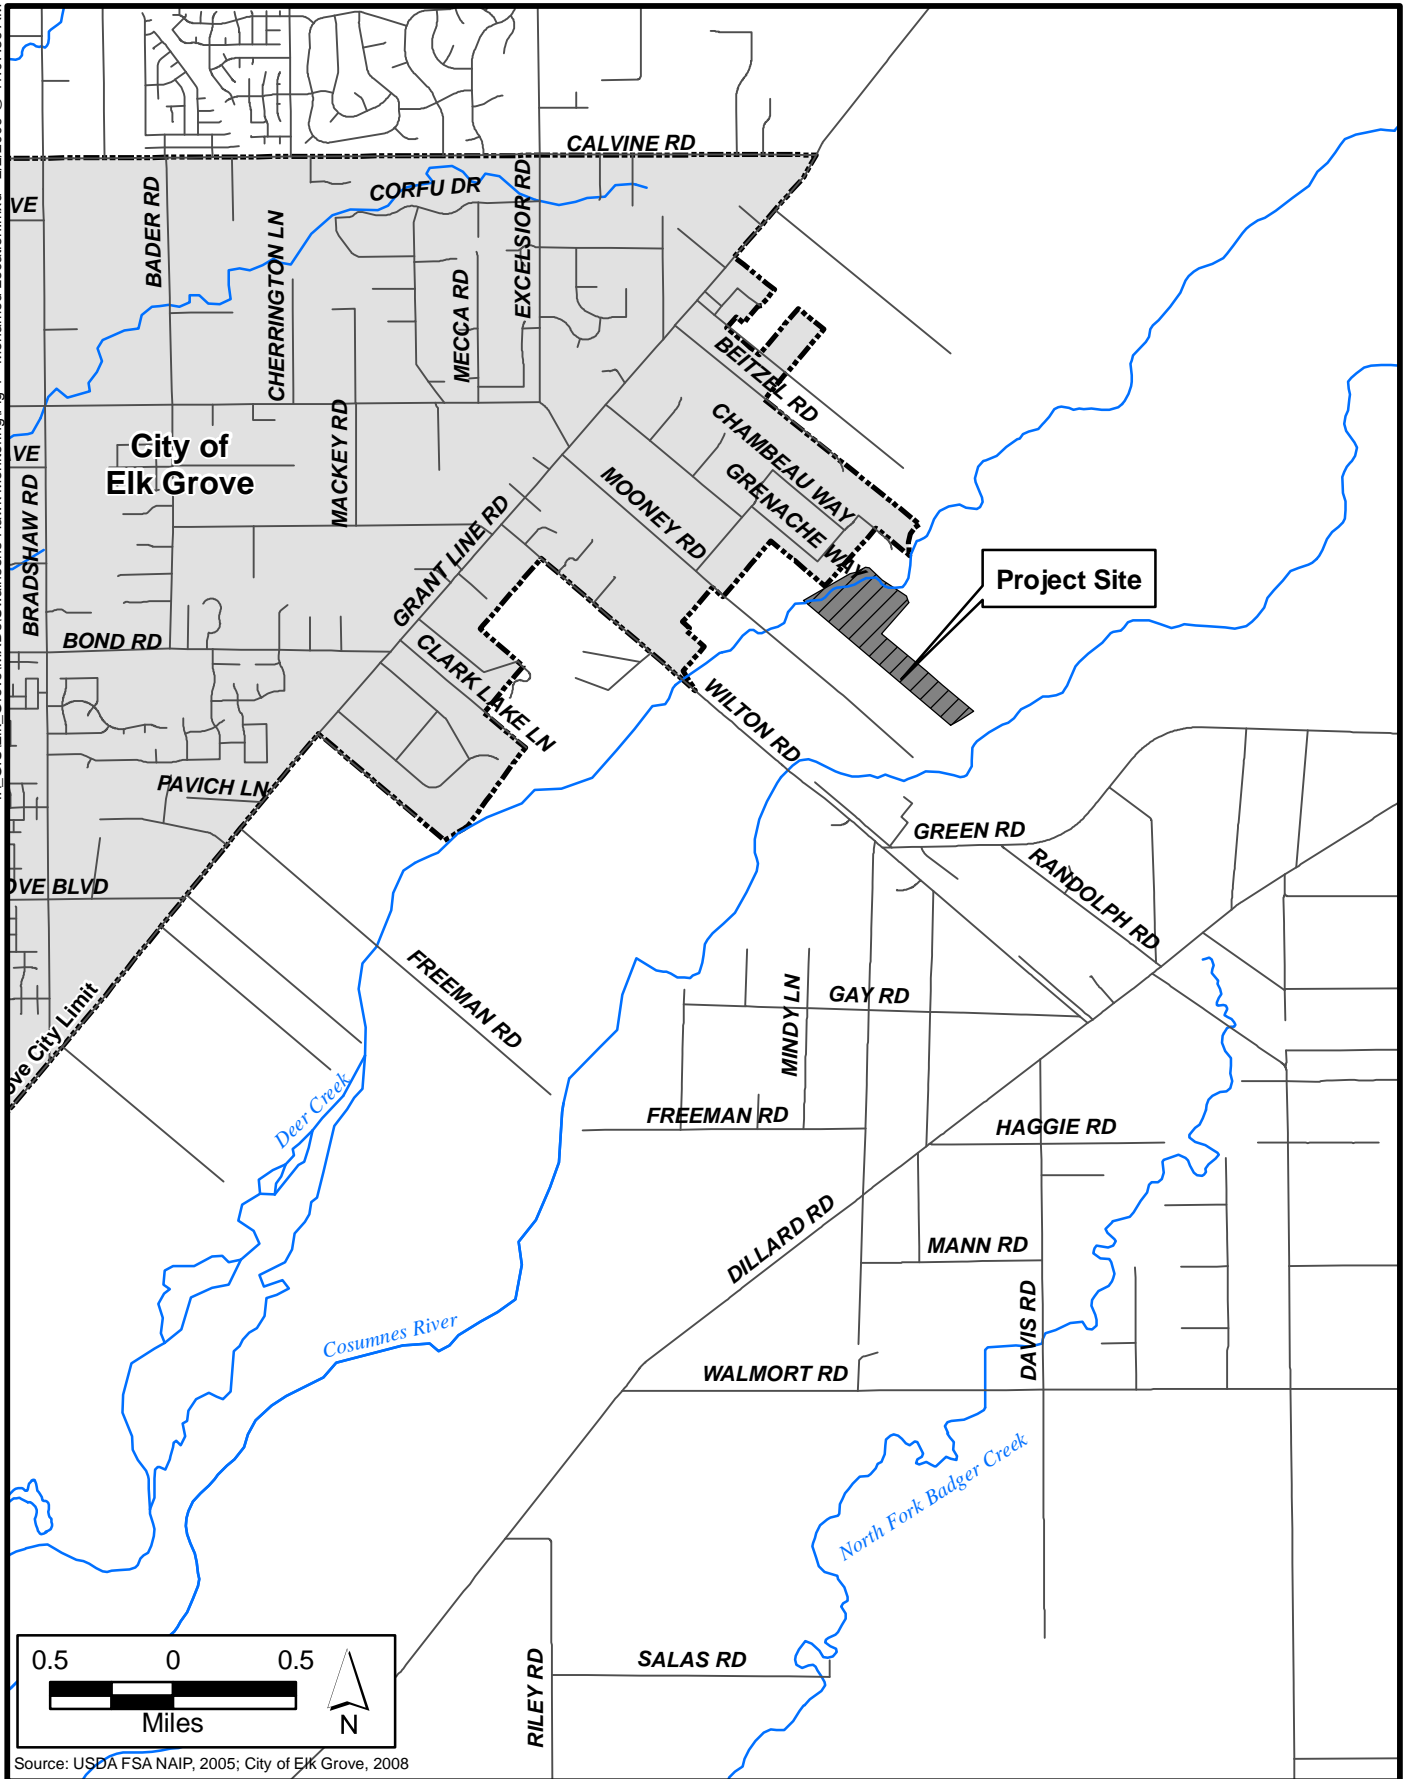 CALVINE RD
CORFU DR
VE
BADER RD
CHERRINGTON LN
EXCELSIOR RD
MECCA RD
BEITZEL RD
CHAMBEAU WAY
GRENACHE WAY
MACKEY RD
City of
Elk Grove
AVE
BRADSHAW RD
MOONEY RD
GRANT LINE RD
Project Site
BOND RD
CLARK LAKE LN
WILTON RD
PAVICH LN
GREEN RD
RANDOLPH RD
OVE BLVD
FREEMAN RD
GAY RD
MINDY LN
ove City Limit
Deer Creek
FREEMAN RD
HAGGIE RD
DILLARD RD
MANN RD
DAVIS RD
Cosumnes River
WALMORT RD
North Fork Badger Creek
SALAS RD
RILEY RD
0.5 0 0.5
Miles
N
Source: USDA FSA NAIP, 2005; City of Elk Grove, 2008